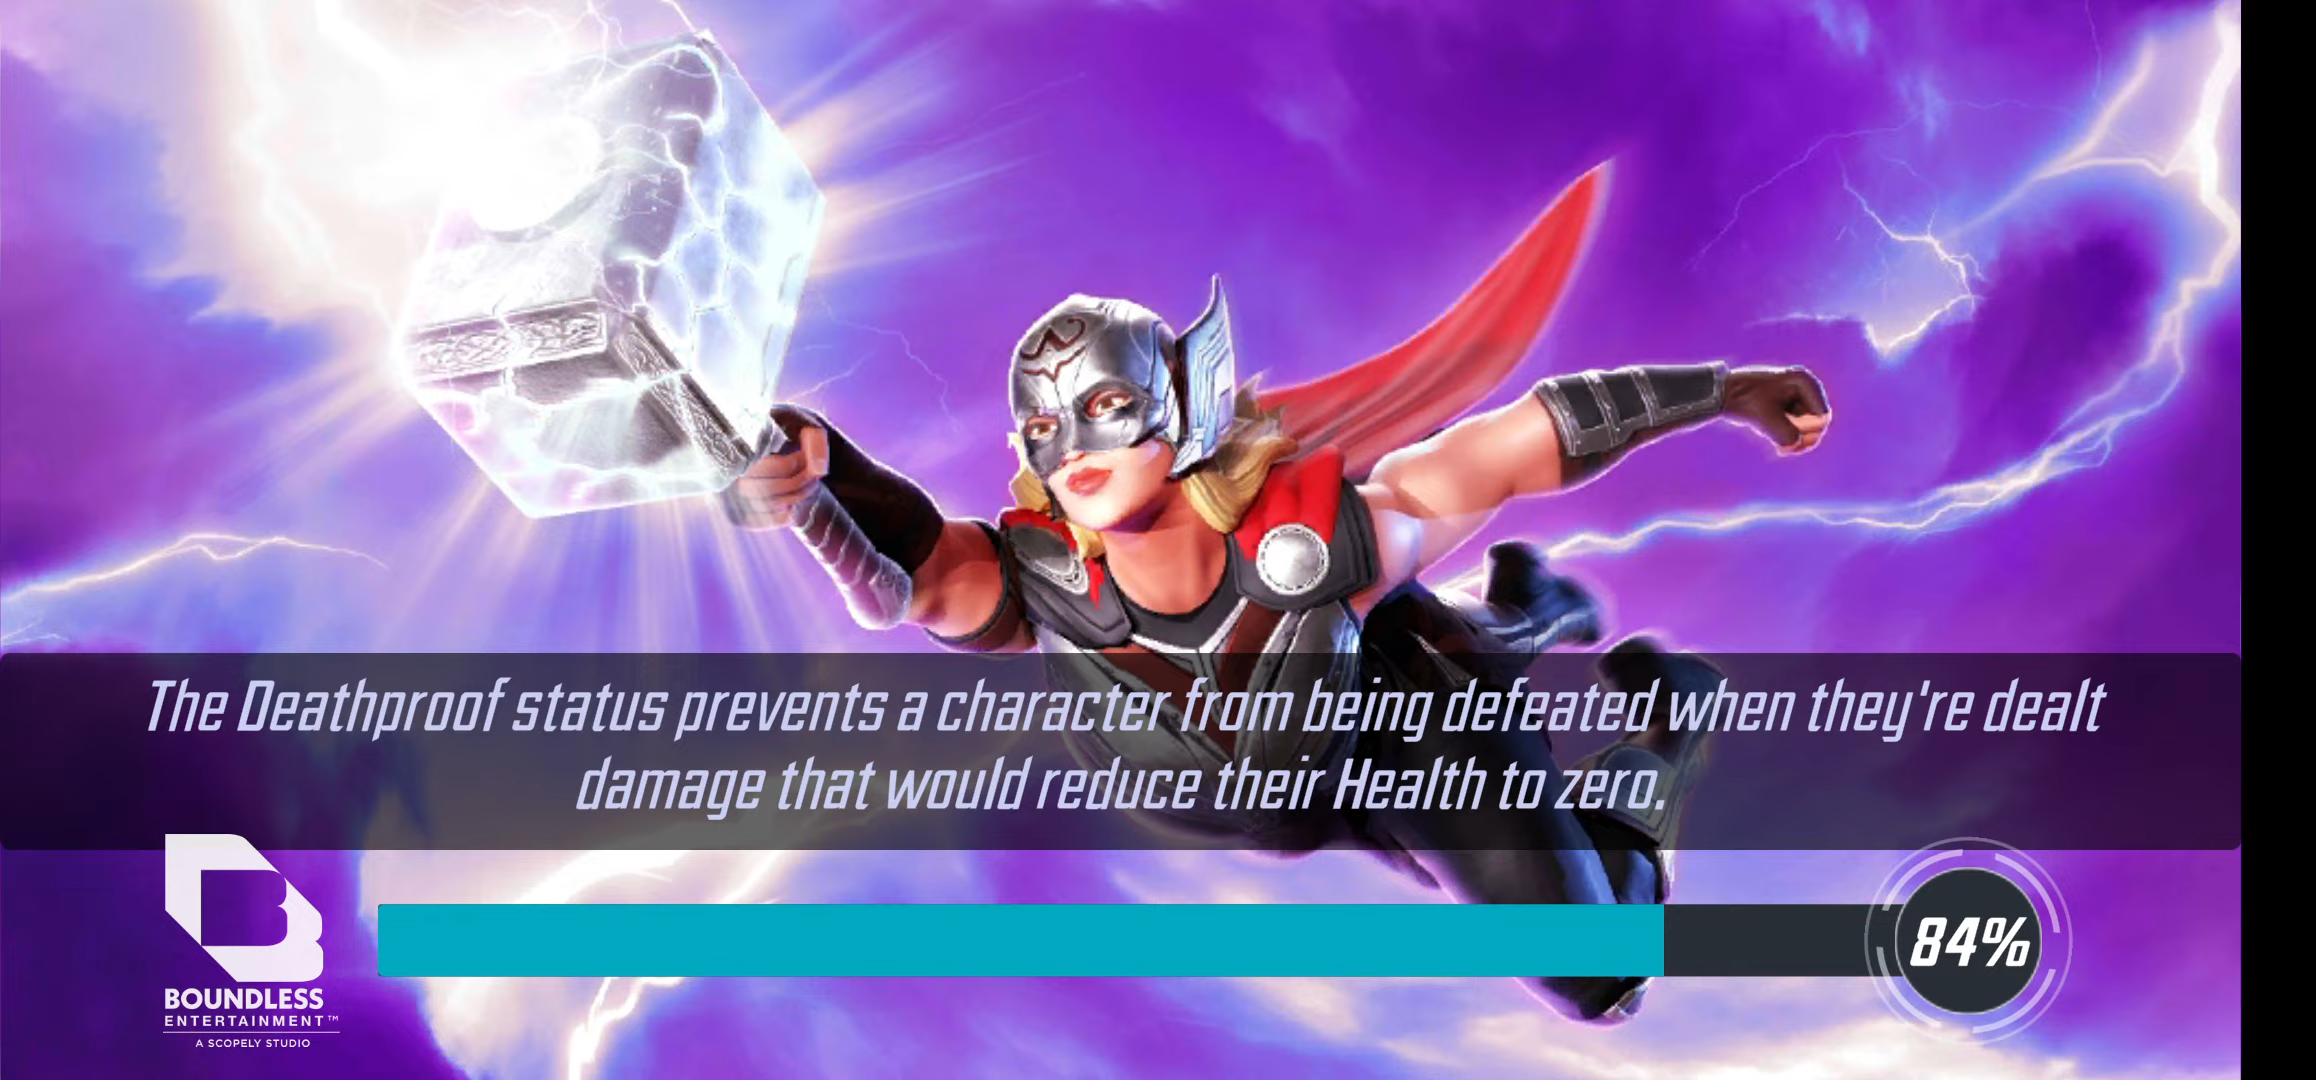 The Deathproof status prevents a character from being defeated when they're dealt
damage that would reduce their Health to zero.
84%
BOUNDLESS
ENTERTAINMENT™
A SCOPELY STUDIO